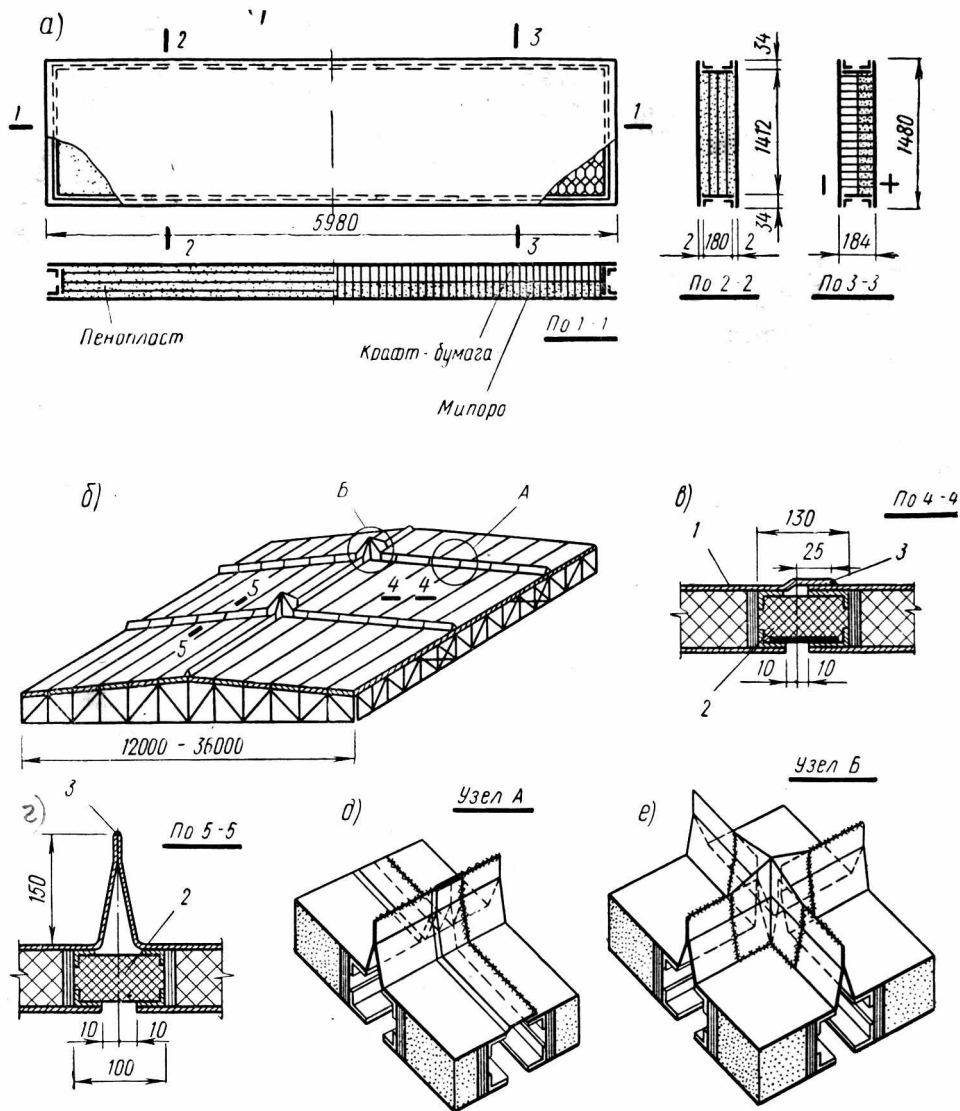 а)
2
3
1
1
5980
2
3
34
1412
34
2
180
2
По 2-2
1480
-
+
184
По 3-3
Пенопласт
По 1-1
Крафт-бумага
Мипоро
б)
Б
А
5
4
4
5
12000 - 36000
в)
По 4-4
130
25
1
3
10
10
2
г)
3
По 5-5
150
2
10
10
100
д)
Узел А
е)
Узел Б